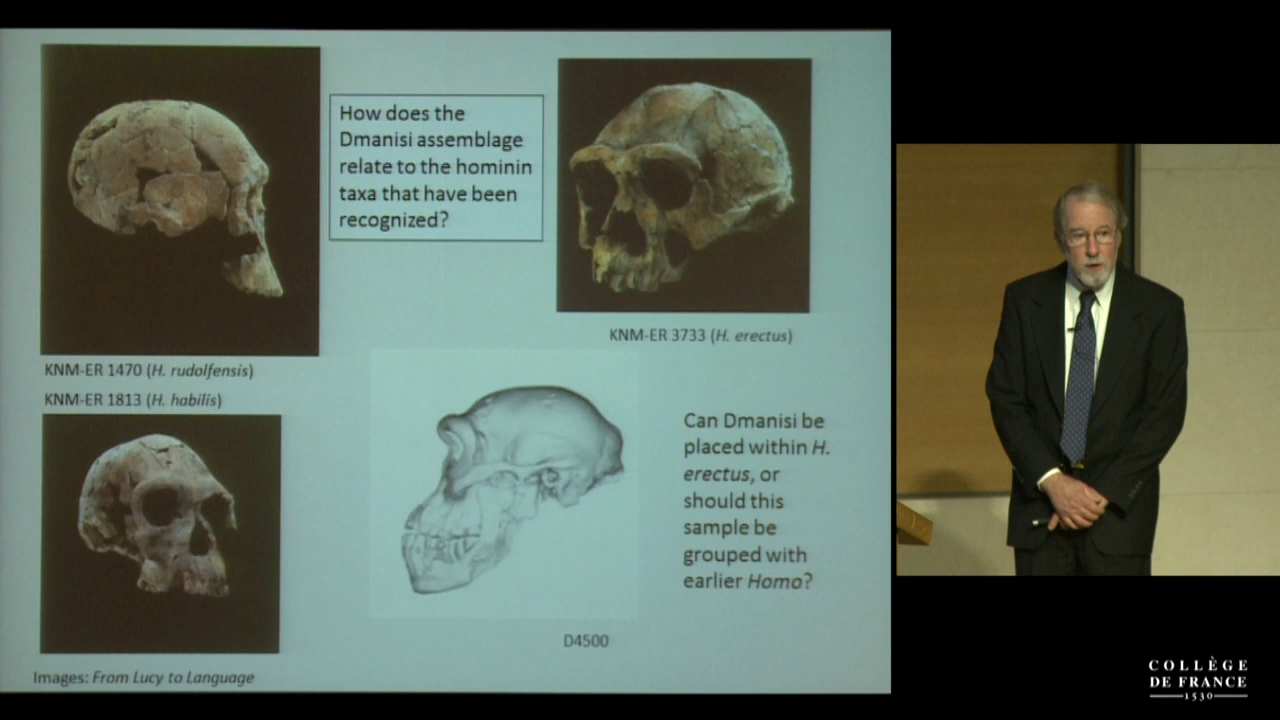 How does the
Dmanisi assemblage
relate to the hominin
taxa that have been
recognized?
KNM-ER 3733 (H. erectus)
KNM-ER 1470 (H. rudolfensis)
KNM-ER 1813 (H. habilis)
Can Dmanisi be
placed within H.
erectus, or
should this
sample be
grouped with
earlier Homo?
D4500
Images: From Lucy to Language
COLLÈGE
DE FRANCE
1530